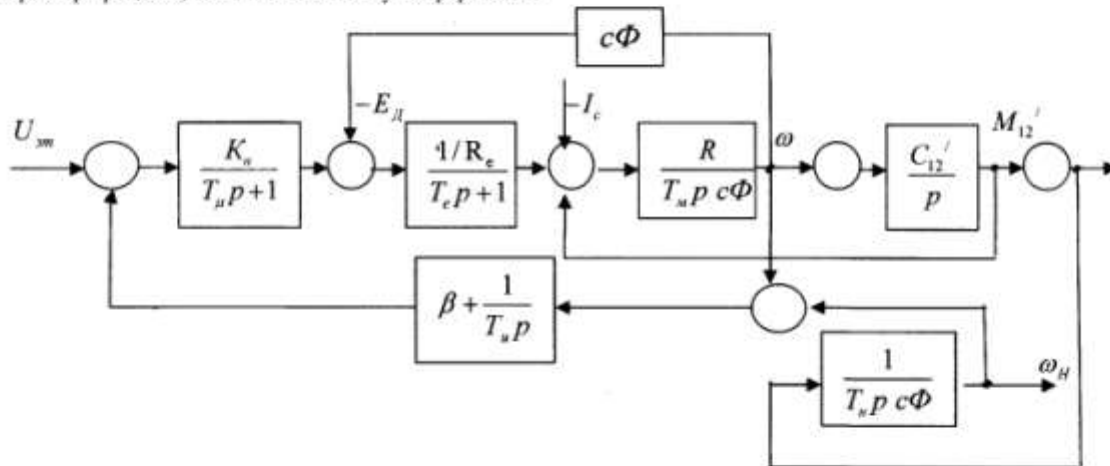 cΦ
−E_Д
−I_c
U_зт
K_п / (T_μ p + 1)
1/R_e / (T_e p + 1)
R / (T_м p cΦ)
ω
C_12' / p
M_12'
β + 1 / (T_и p)
1 / (T_н p cΦ)
ω_H